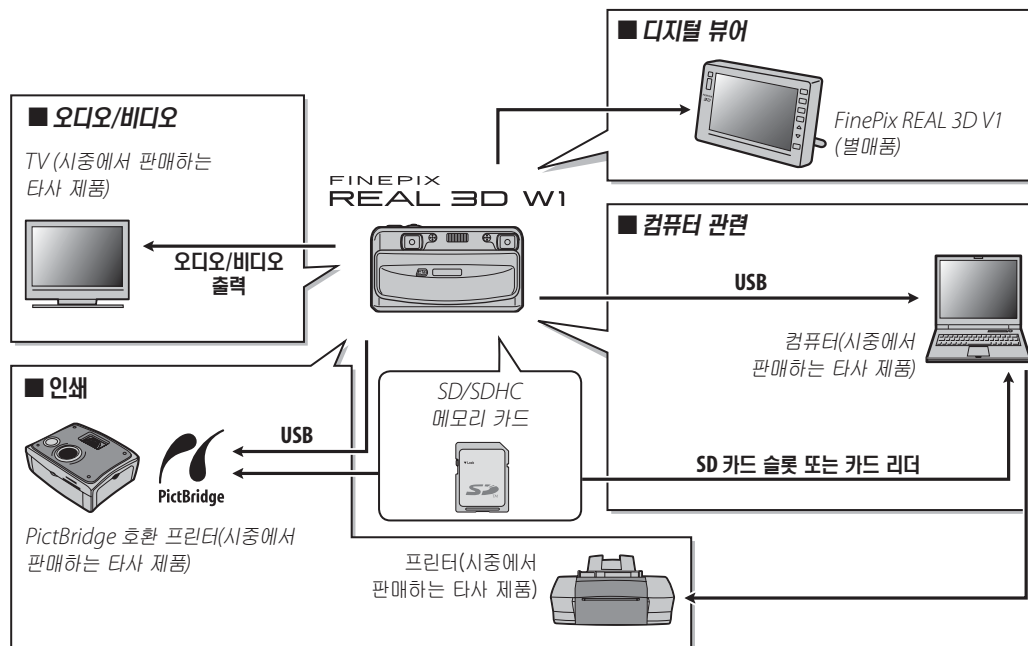 ■ 디지털 뷰어
FinePix REAL 3D V1
(별매품)
■ 오디오/비디오
TV (시중에서 판매하는
타사 제품)
오디오/비디오
출력
FINEPIX
REAL 3D W1
■ 컴퓨터 관련
USB
컴퓨터(시중에서
판매하는 타사 제품)
SD 카드 슬롯 또는 카드 리더
SD/SDHC
메모리 카드
Lock
SD
■ 인쇄
USB
PictBridge
PictBridge 호환 프린터(시중에서
판매하는 타사 제품)
프린터(시중에서
판매하는 타사 제품)